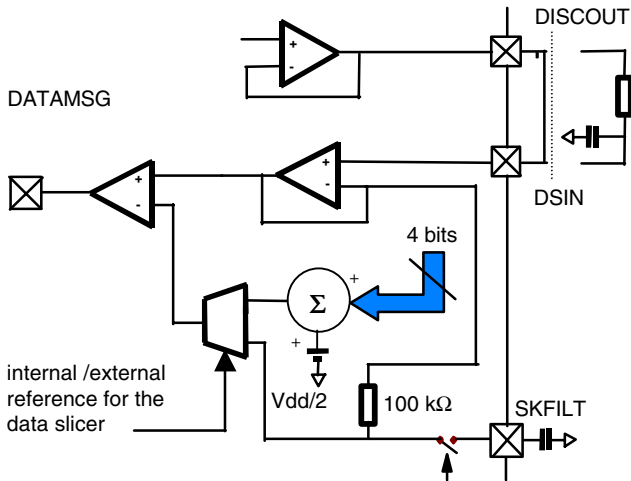 DISCOUT
+
-
DATAMSG
+
-
+
-
DSIN
4 bits
+
Σ
+
Vdd/2
internal /external
reference for the
data slicer
100 kΩ
SKFILT